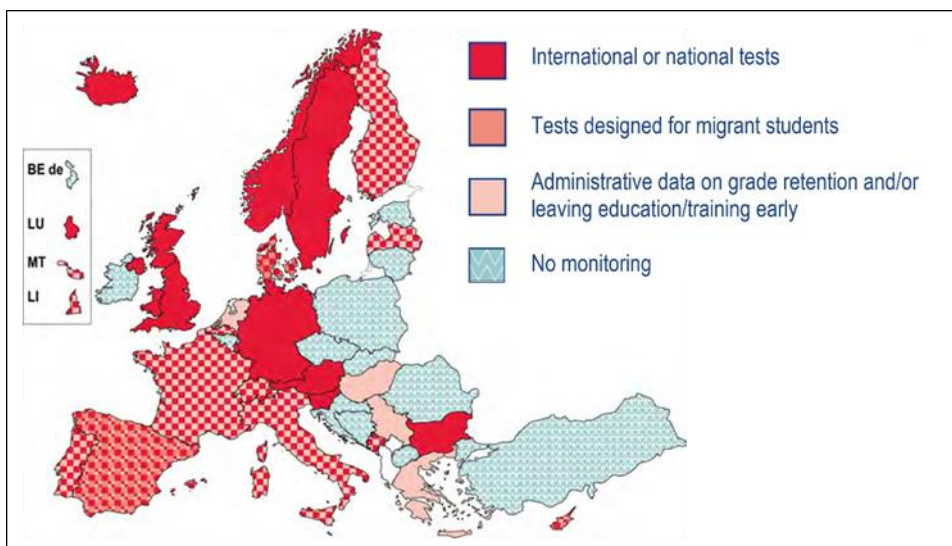 International or national tests
Tests designed for migrant students
Administrative data on grade retention and/or
leaving education/training early
No monitoring
BE de
LU
MT
LI